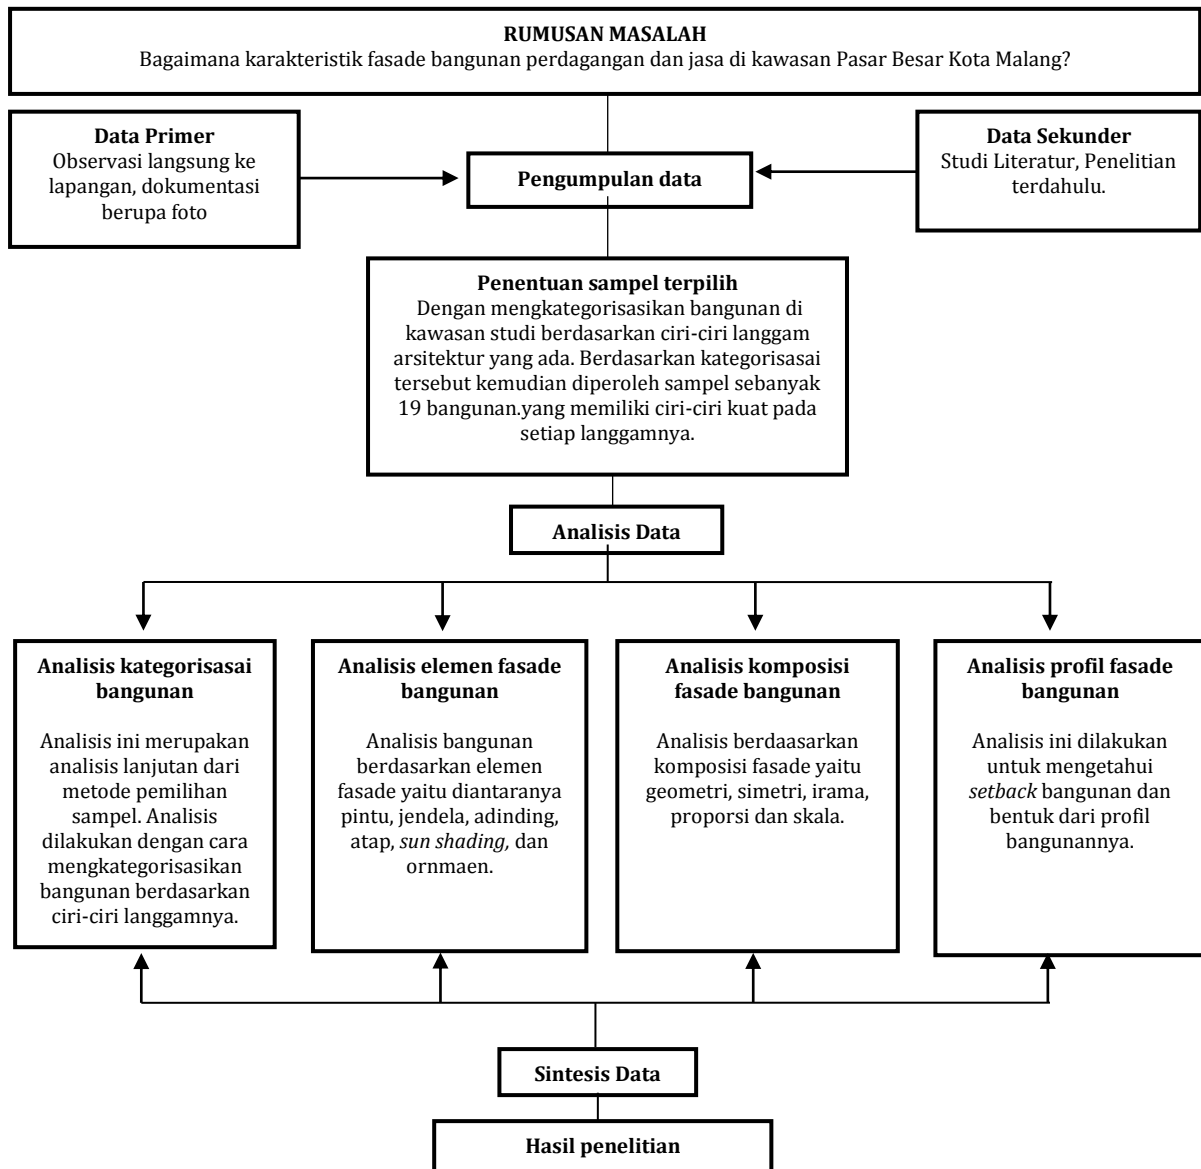 RUMUSAN MASALAH
Bagaimana karakteristik fasade bangunan perdagangan dan jasa di kawasan Pasar Besar Kota Malang?
Data Primer
Observasi langsung ke
lapangan, dokumentasi
berupa foto
Pengumpulan data
Data Sekunder
Studi Literatur, Penelitian
terdahulu.
Penentuan sampel terpilih
Dengan mengkategorisasikan bangunan di
kawasan studi berdasarkan ciri-ciri langgam
arsitektur yang ada. Berdasarkan kategorisasai
tersebut kemudian diperoleh sampel sebanyak
19 bangunan.yang memiliki ciri-ciri kuat pada
setiap langgamnya.
Analisis Data
Analisis kategorisasai
bangunan
Analisis ini merupakan
analisis lanjutan dari
metode pemilihan
sampel. Analisis
dilakukan dengan cara
mengkategorisasikan
bangunan berdasarkan
ciri-ciri langgamnya.
Analisis elemen fasade
bangunan
Analisis bangunan
berdasarkan elemen
fasade yaitu diantaranya
pintu, jendela, adinding,
atap, sun shading, dan
ornmaen.
Analisis komposisi
fasade bangunan
Analisis berdaasarkan
komposisi fasade yaitu
geometri, simetri, irama,
proporsi dan skala.
Analisis profil fasade
bangunan
Analisis ini dilakukan
untuk mengetahui
setback bangunan dan
bentuk dari profil
bangunannya.
Sintesis Data
Hasil penelitian